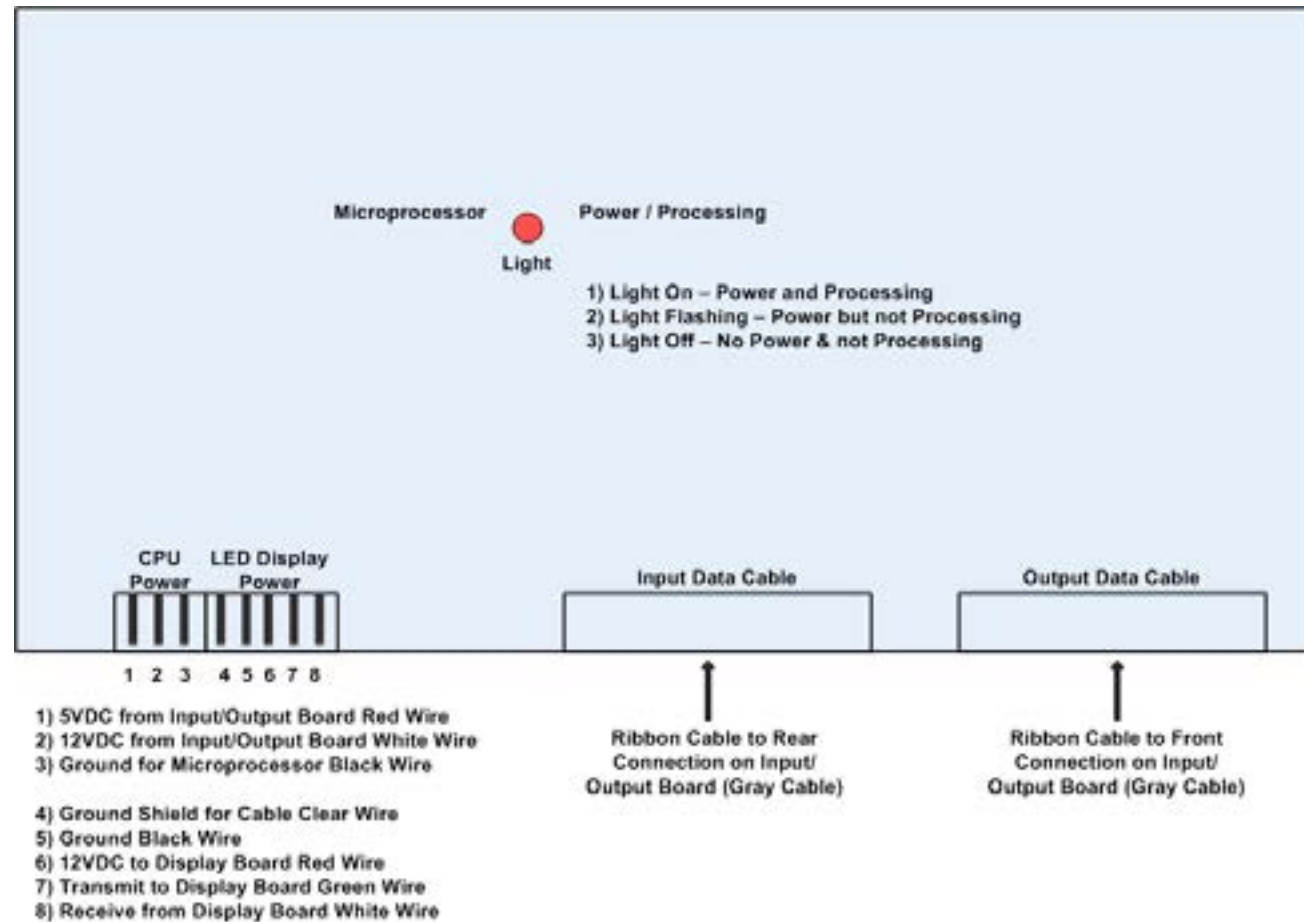 Microprocessor
Power / Processing
Light
1) Light On – Power and Processing
2) Light Flashing – Power but not Processing
3) Light Off – No Power & not Processing
CPU
Power
LED Display
Power
Input Data Cable
Output Data Cable
1 2 3 4 5 6 7 8
1) 5VDC from Input/Output Board Red Wire
2) 12VDC from Input/Output Board White Wire
3) Ground for Microprocessor Black Wire
4) Ground Shield for Cable Clear Wire
5) Ground Black Wire
6) 12VDC to Display Board Red Wire
7) Transmit to Display Board Green Wire
8) Receive from Display Board White Wire
Ribbon Cable to Rear
Connection on Input/
Output Board (Gray Cable)
Ribbon Cable to Front
Connection on Input/
Output Board (Gray Cable)